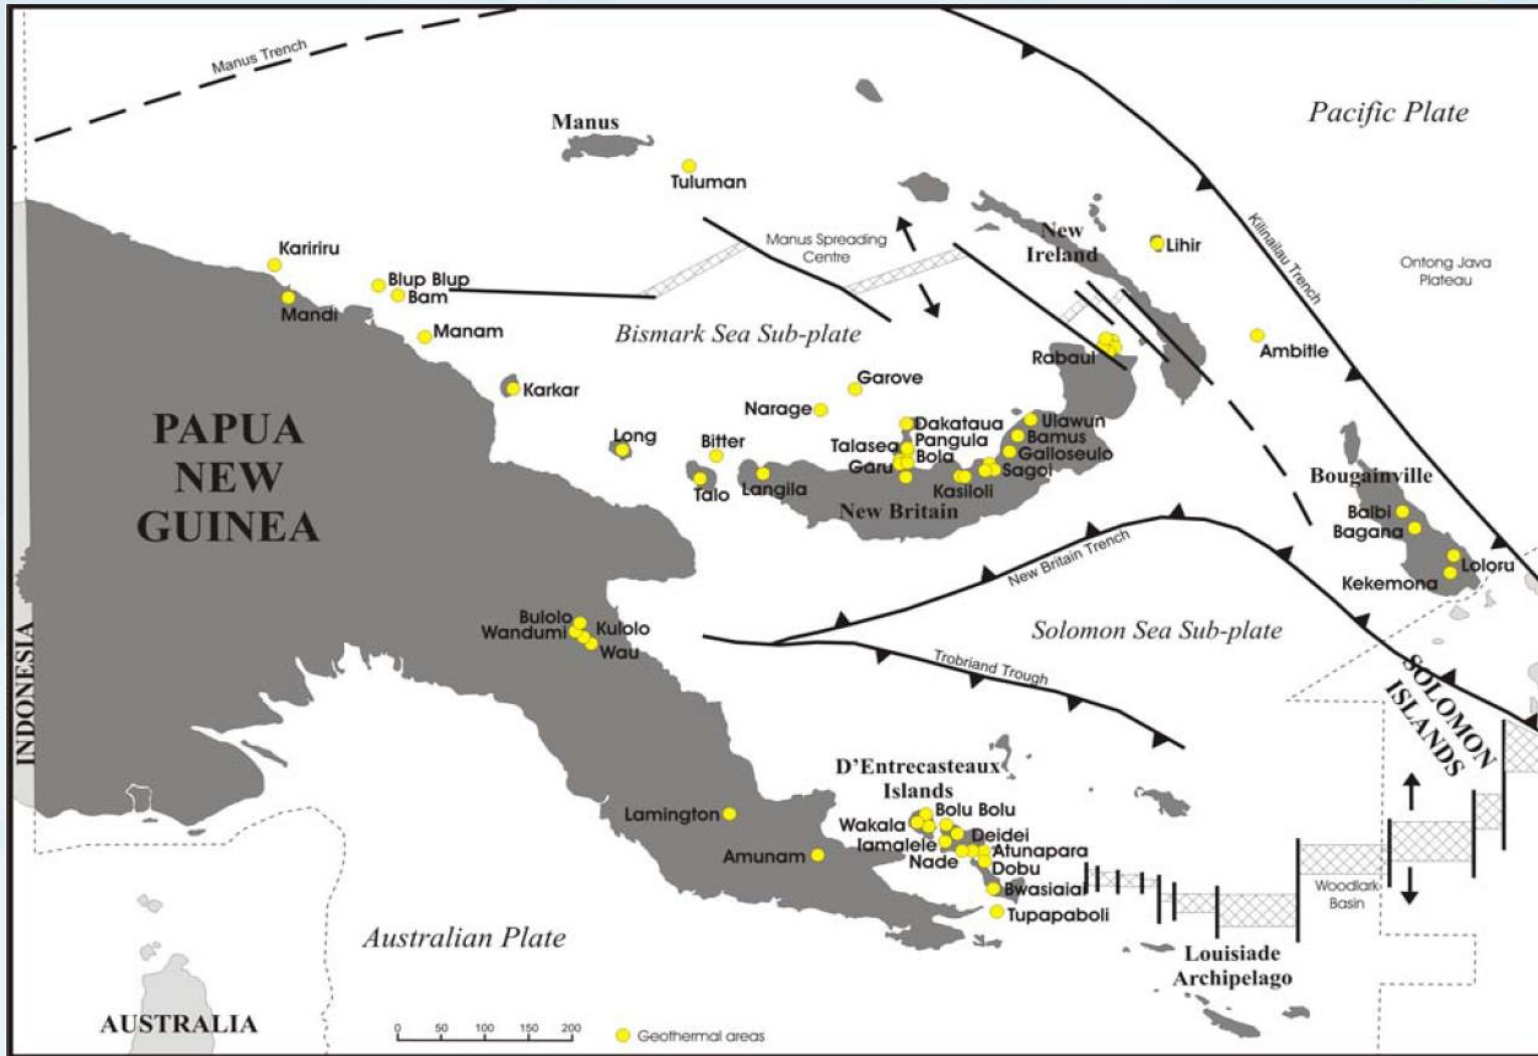 Manus Trench
Manus
Pacific Plate
Tuluman
Kilinailau Trench
Kaririru
Manus Spreading
Centre
New
Ireland
Lihir
Ontong Java
Plateau
Blup Blup
Bam
Mandi
Manam
Bismark Sea Sub-plate
Rabaul
Ambitle
Karkar
Garove
Narage
PAPUA
NEW
GUINEA
Long
Bitter
Dakataua
Talasea
Pangula
Bola
Garu
Ulawun
Bamus
Galloseulo
Sagoi
Talo
Langila
Kasiloli
New Britain
Bougainville
Balbi
Bagana
Loloru
Kekemona
New Britain Trench
Bulolo
Wandumi
Kulolo
Wau
Solomon Sea Sub-plate
Trobriand Trough
INDONESIA
SOLOMON
ISLANDS
D'Entrecasteaux
Islands
Lamington
Bolu Bolu
Wakala
Deidei
Iamalele
Amunam
Nade
Atunapara
Dobu
Bwasiaiai
Tupapaboli
Woodlark
Basin
Australian Plate
Louisiade
Archipelago
AUSTRALIA
0 50 100 150 200
Geothermal areas